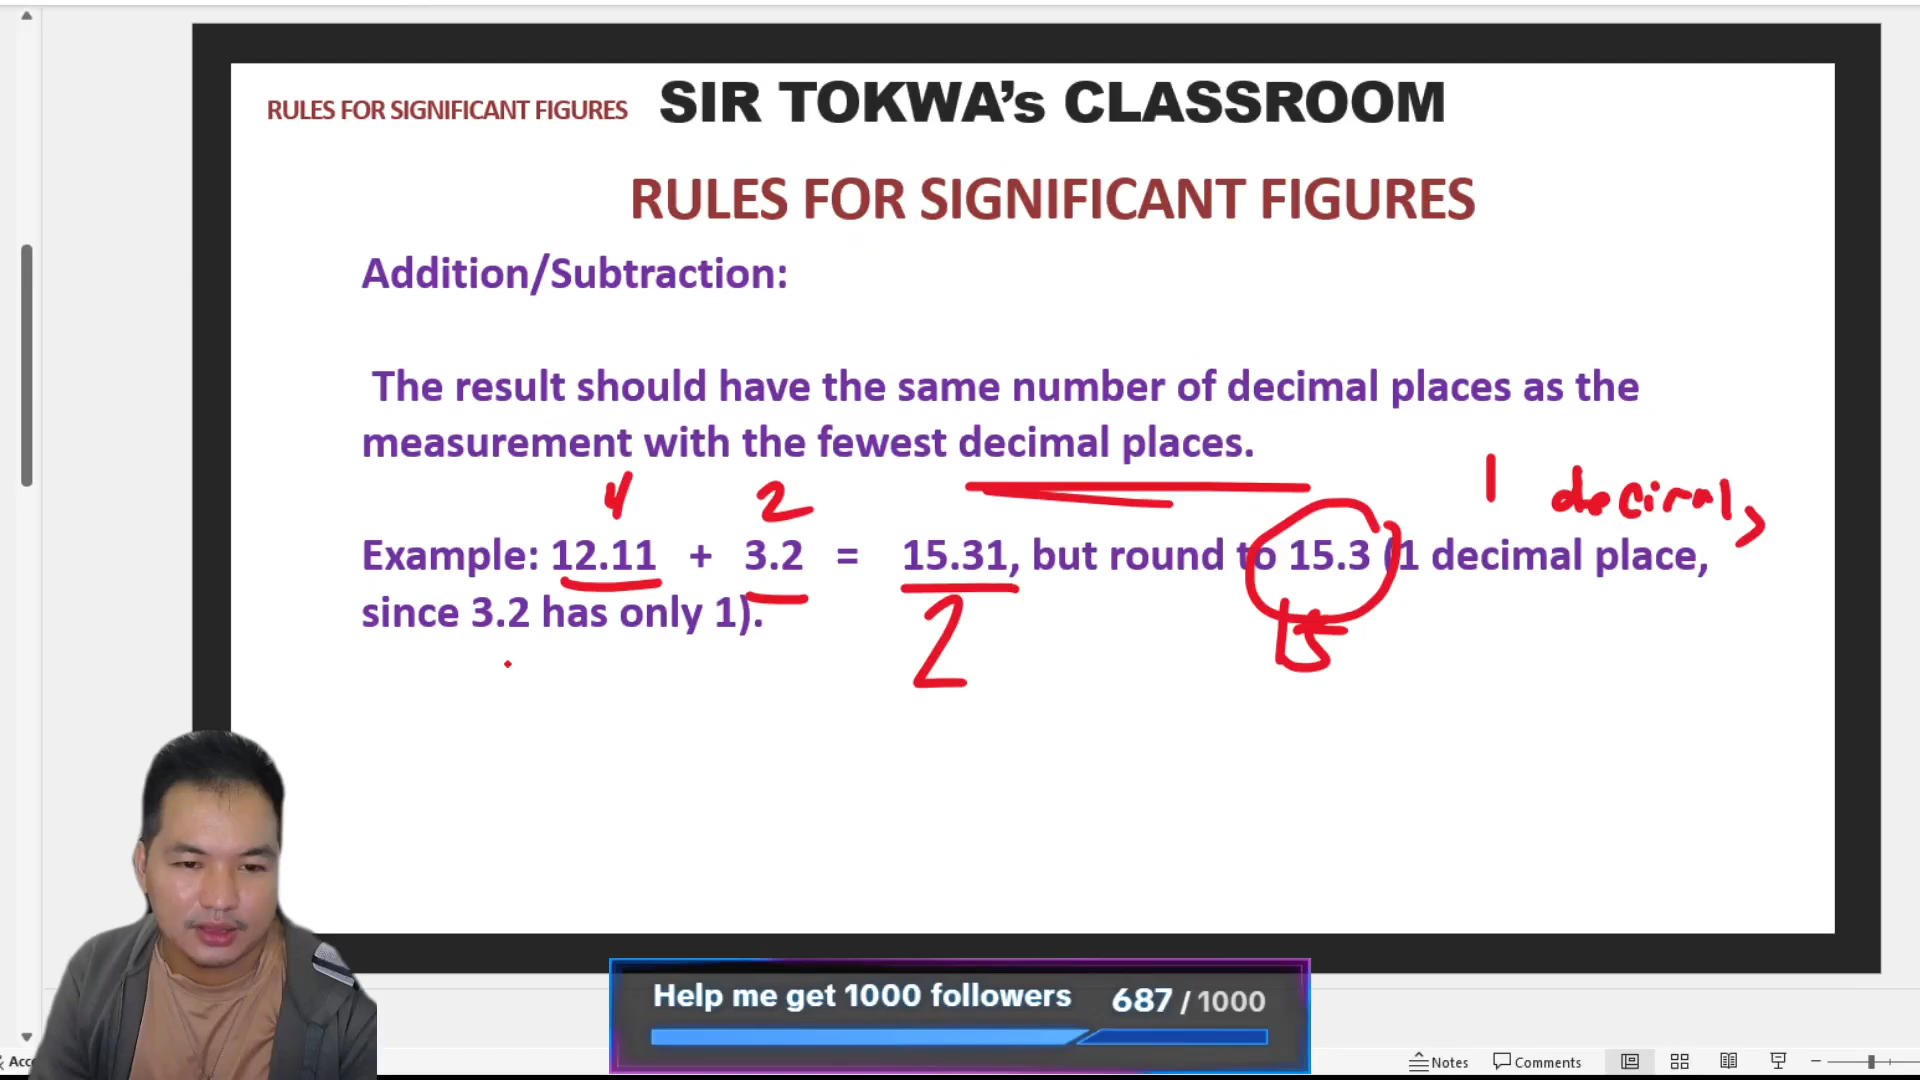 RULES FOR SIGNIFICANT FIGURES
SIR TOKWA's CLASSROOM
RULES FOR SIGNIFICANT FIGURES
Addition/Subtraction:
The result should have the same number of decimal places as the
measurement with the fewest decimal places.
4 2 1 decimal
Example: 12.11 + 3.2 = 15.31, but round to 15.3 (1 decimal place,
since 3.2 has only 1).
2 15
Help me get 1000 followers 687 / 1000
Notes Comments